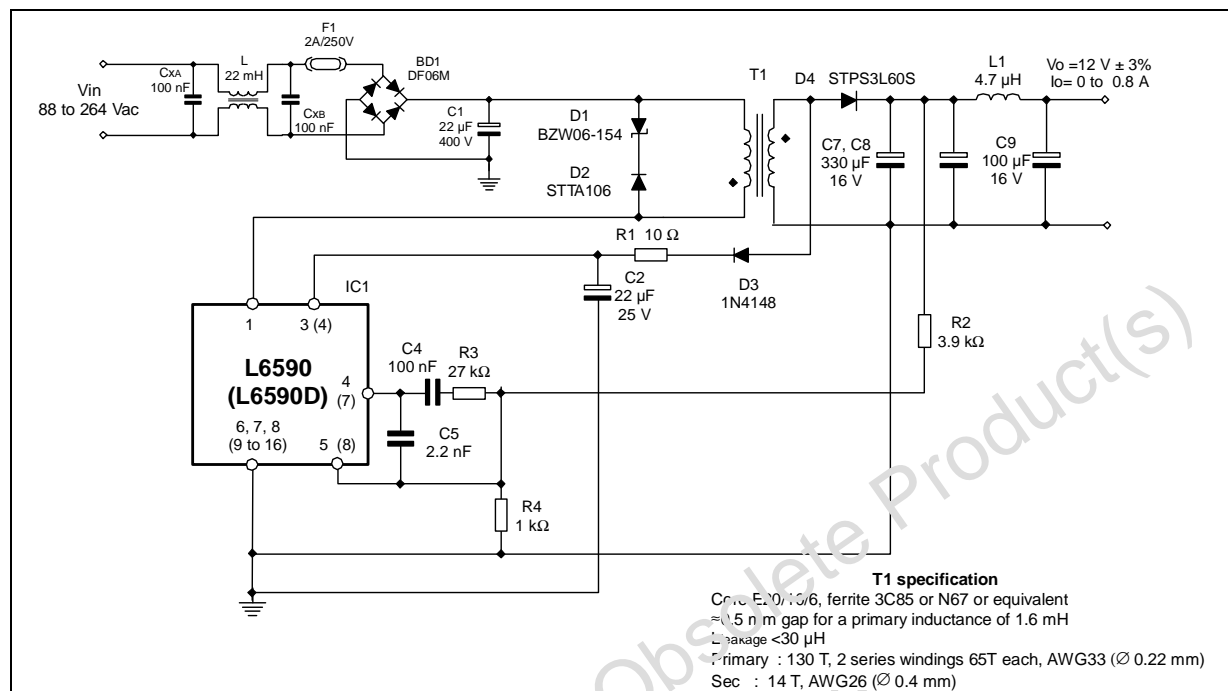 F1
2A/250V
BD1
DF06M
CxA
100 nF
L
22 mH
Vin
88 to 264 Vac
CxB
100 nF
C1
22 µF
400 V
D1
BZW06-154
D2
STTA106
T1
D4
STPS3L60S
L1
4.7 µH
Vo =12 V ± 3%
Io= 0 to 0.8 A
C7, C8
330 µF
16 V
C9
100 µF
16 V
R1 10 Ω
D3
1N4148
C2
22 µF
25 V
IC1
1
3 (4)
L6590
(L6590D)
4
(7)
6, 7, 8
(9 to 16)
5 (8)
C4
100 nF
R3
27 kΩ
C5
2.2 nF
R2
3.9 kΩ
R4
1 kΩ
T1 specification
Core E20/10/6, ferrite 3C85 or N67 or equivalent
≈0.5 mm gap for a primary inductance of 1.6 mH
Leakage <30 µH
Primary : 130 T, 2 series windings 65T each, AWG33 (∅ 0.22 mm)
Sec : 14 T, AWG26 (∅ 0.4 mm)
Obsolete Product(s)